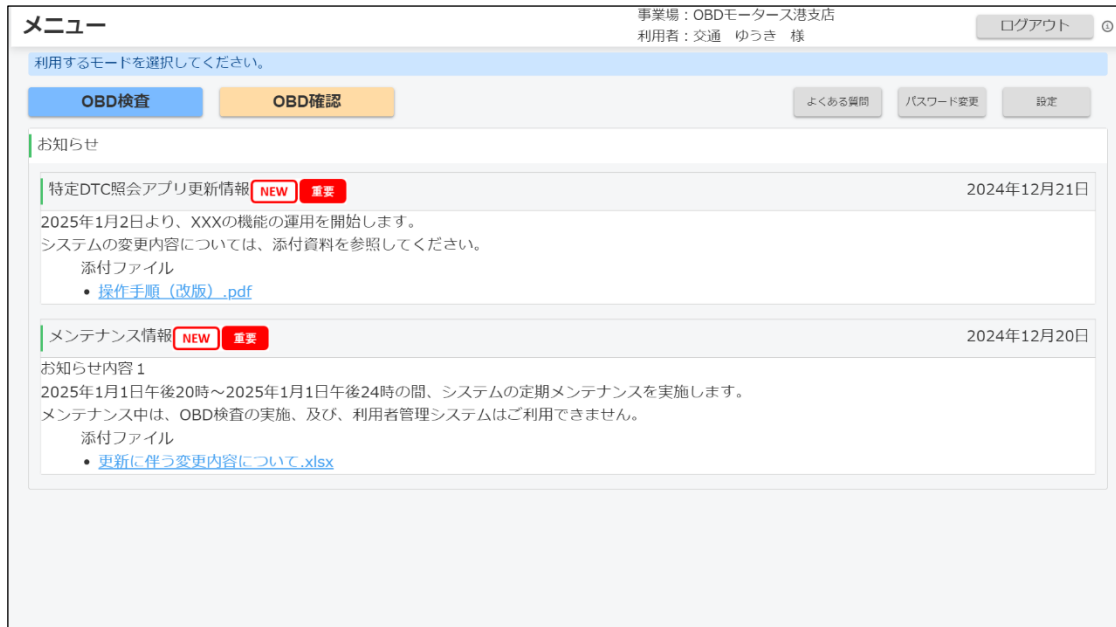 メニュー
事業場：OBDモータース港支店
利用者：交通　ゆうき　様
ログアウト
利用するモードを選択してください。
OBD検査
OBD確認
よくある質問
パスワード変更
設定
お知らせ
特定DTC照会アプリ更新情報 NEW 重要 2024年12月21日
2025年1月2日より、XXXの機能の運用を開始します。
システムの変更内容については、添付資料を参照してください。
添付ファイル
• 操作手順（改版）.pdf
メンテナンス情報 NEW 重要 2024年12月20日
お知らせ内容１
2025年1月1日午後20時～2025年1月1日午後24時の間、システムの定期メンテナンスを実施します。
メンテナンス中は、OBD検査の実施、及び、利用者管理システムはご利用できません。
添付ファイル
• 更新に伴う変更内容について.xlsx